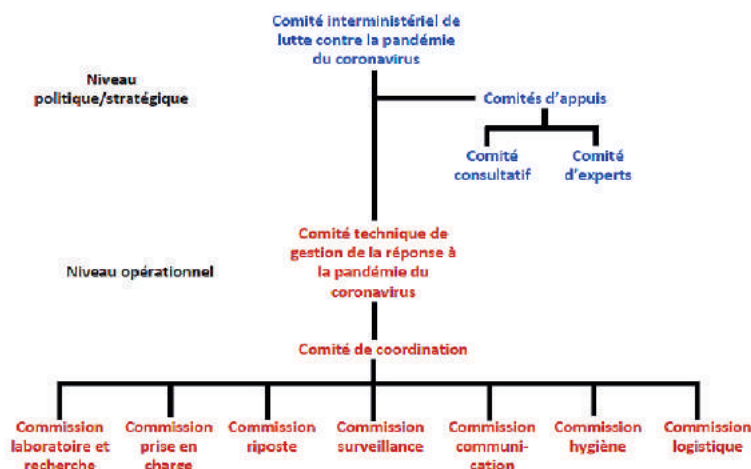 Comité interministériel de
lutte contre la pandémie
du coronavirus
Niveau
politique/stratégique
Comités d'appuis
Comité
consultatif
Comité
d'experts
Comité technique de
gestion de la réponse à
la pandémie du
coronavirus
Niveau opérationnel
Comité de coordination
Commission
laboratoire et
recherche
Commission
prise en
charge
Commission
riposte
Commission
surveillance
Commission
communi-
cation
Commission
hygiène
Commission
logistique